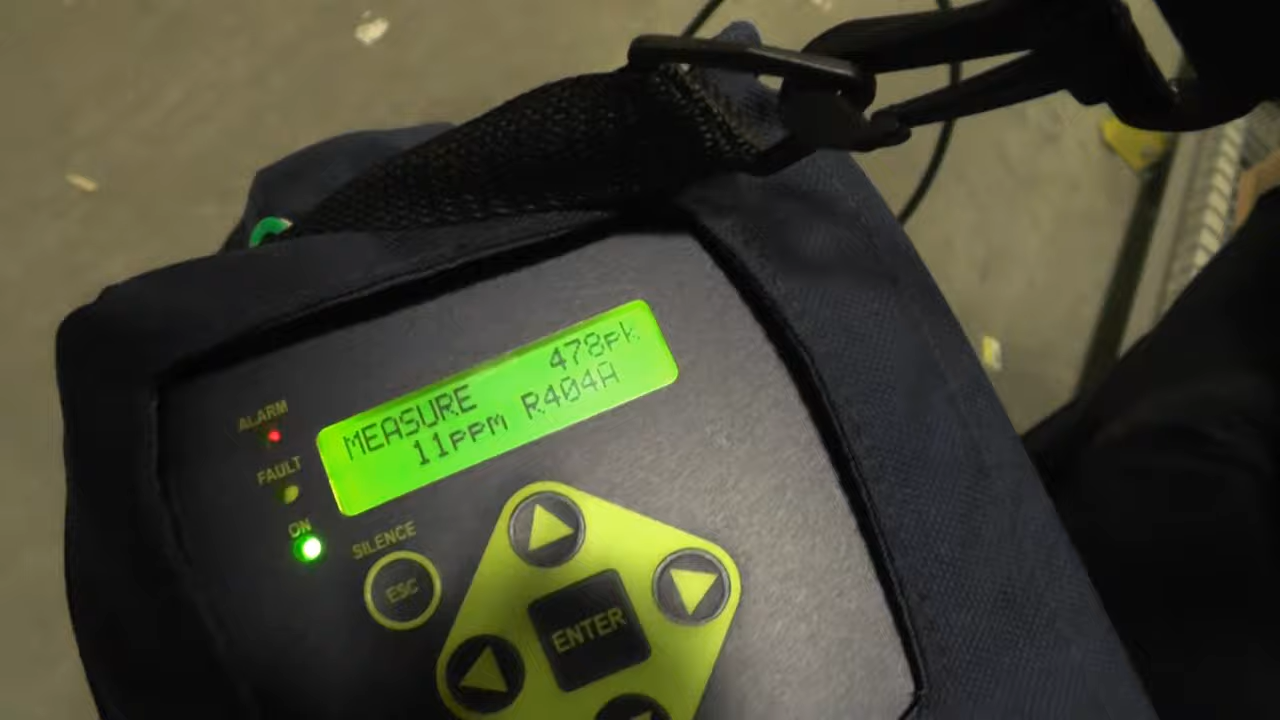 478pk
MEASURE
11ppm R404A
ALARM
FAULT
ON
SILENCE
ESC
ENTER